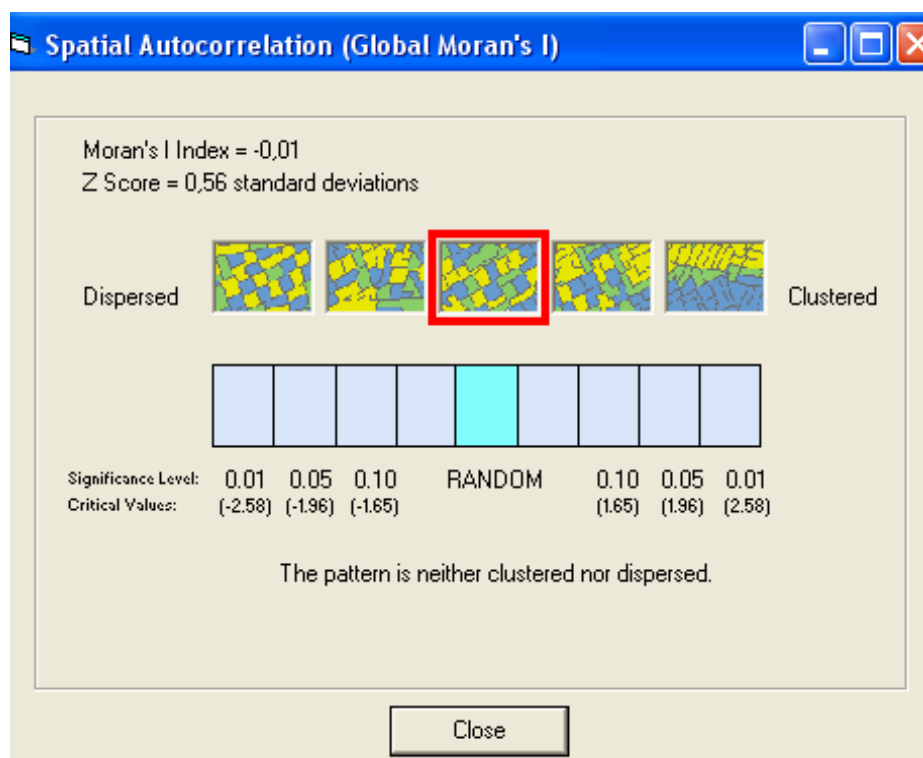 Spatial Autocorrelation (Global Moran's I)
Moran's I Index = -0,01
Z Score = 0,56 standard deviations
Dispersed
Clustered
Significance Level: 0.01 0.05 0.10 RANDOM 0.10 0.05 0.01
Critical Values: (-2.58) (-1.96) (-1.65) (1.65) (1.96) (2.58)
The pattern is neither clustered nor dispersed.
Close